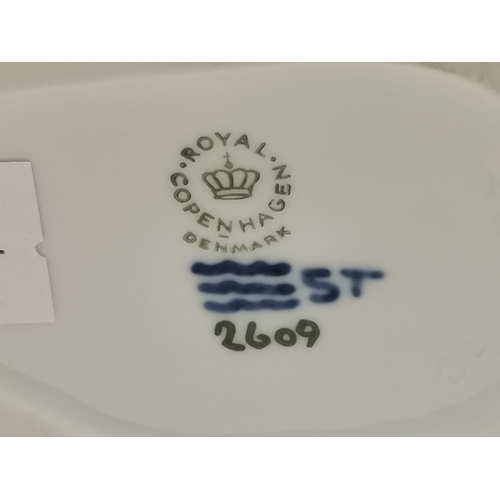 ROYAL
COPENHAGEN
DENMARK
ST
2609